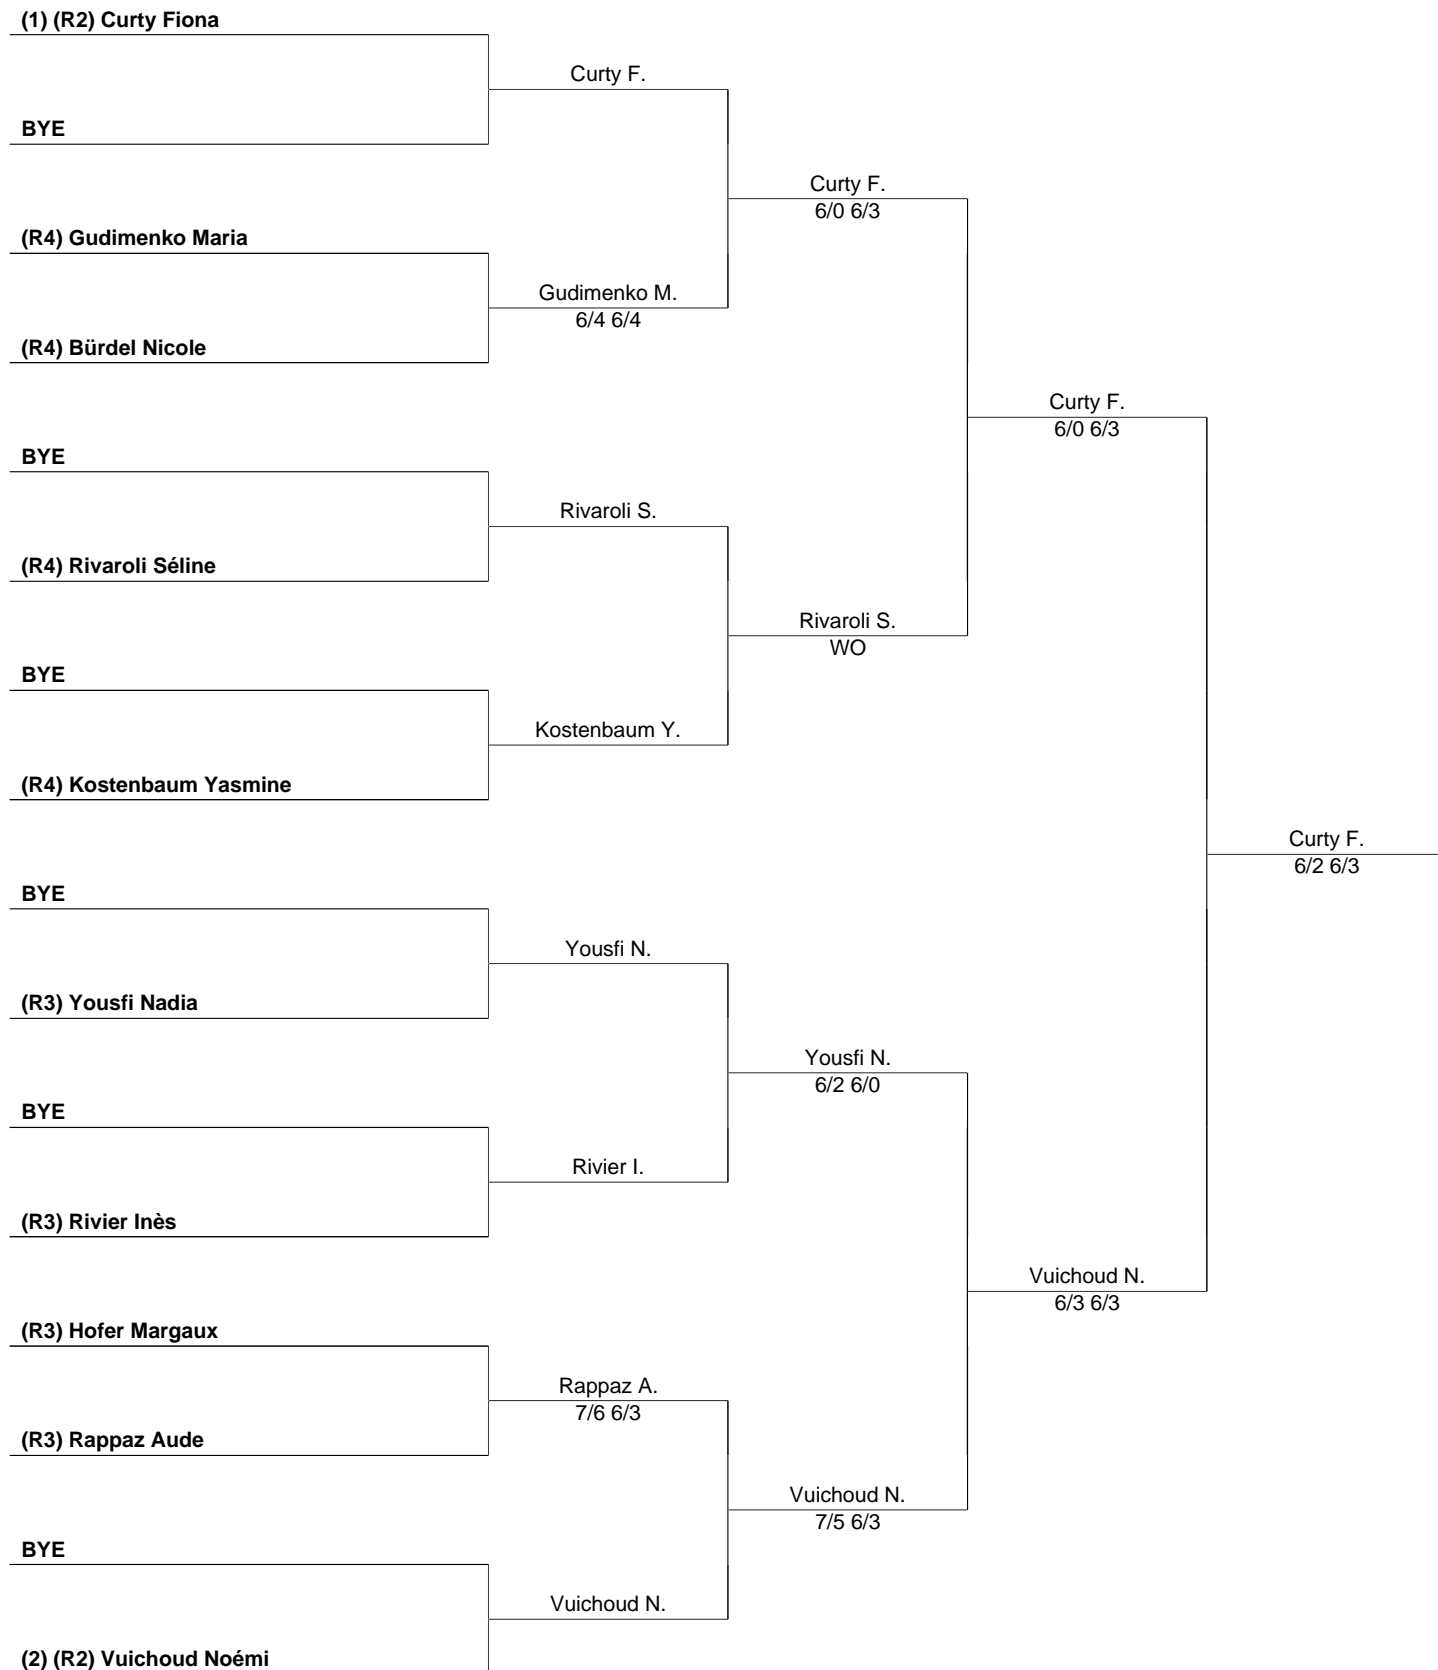 (1) (R2) Curty Fiona
Curty F.
BYE
Curty F.
6/0 6/3
(R4) Gudimenko Maria
Gudimenko M.
6/4 6/4
(R4) Bürdel Nicole
Curty F.
6/0 6/3
BYE
Rivaroli S.
(R4) Rivaroli Séline
Rivaroli S.
WO
BYE
Kostenbaum Y.
(R4) Kostenbaum Yasmine
Curty F.
6/2 6/3
BYE
Yousfi N.
(R3) Yousfi Nadia
Yousfi N.
6/2 6/0
BYE
Rivier I.
(R3) Rivier Inès
Vuichoud N.
6/3 6/3
(R3) Hofer Margaux
Rappaz A.
7/6 6/3
(R3) Rappaz Aude
Vuichoud N.
7/5 6/3
BYE
Vuichoud N.
(2) (R2) Vuichoud Noémi